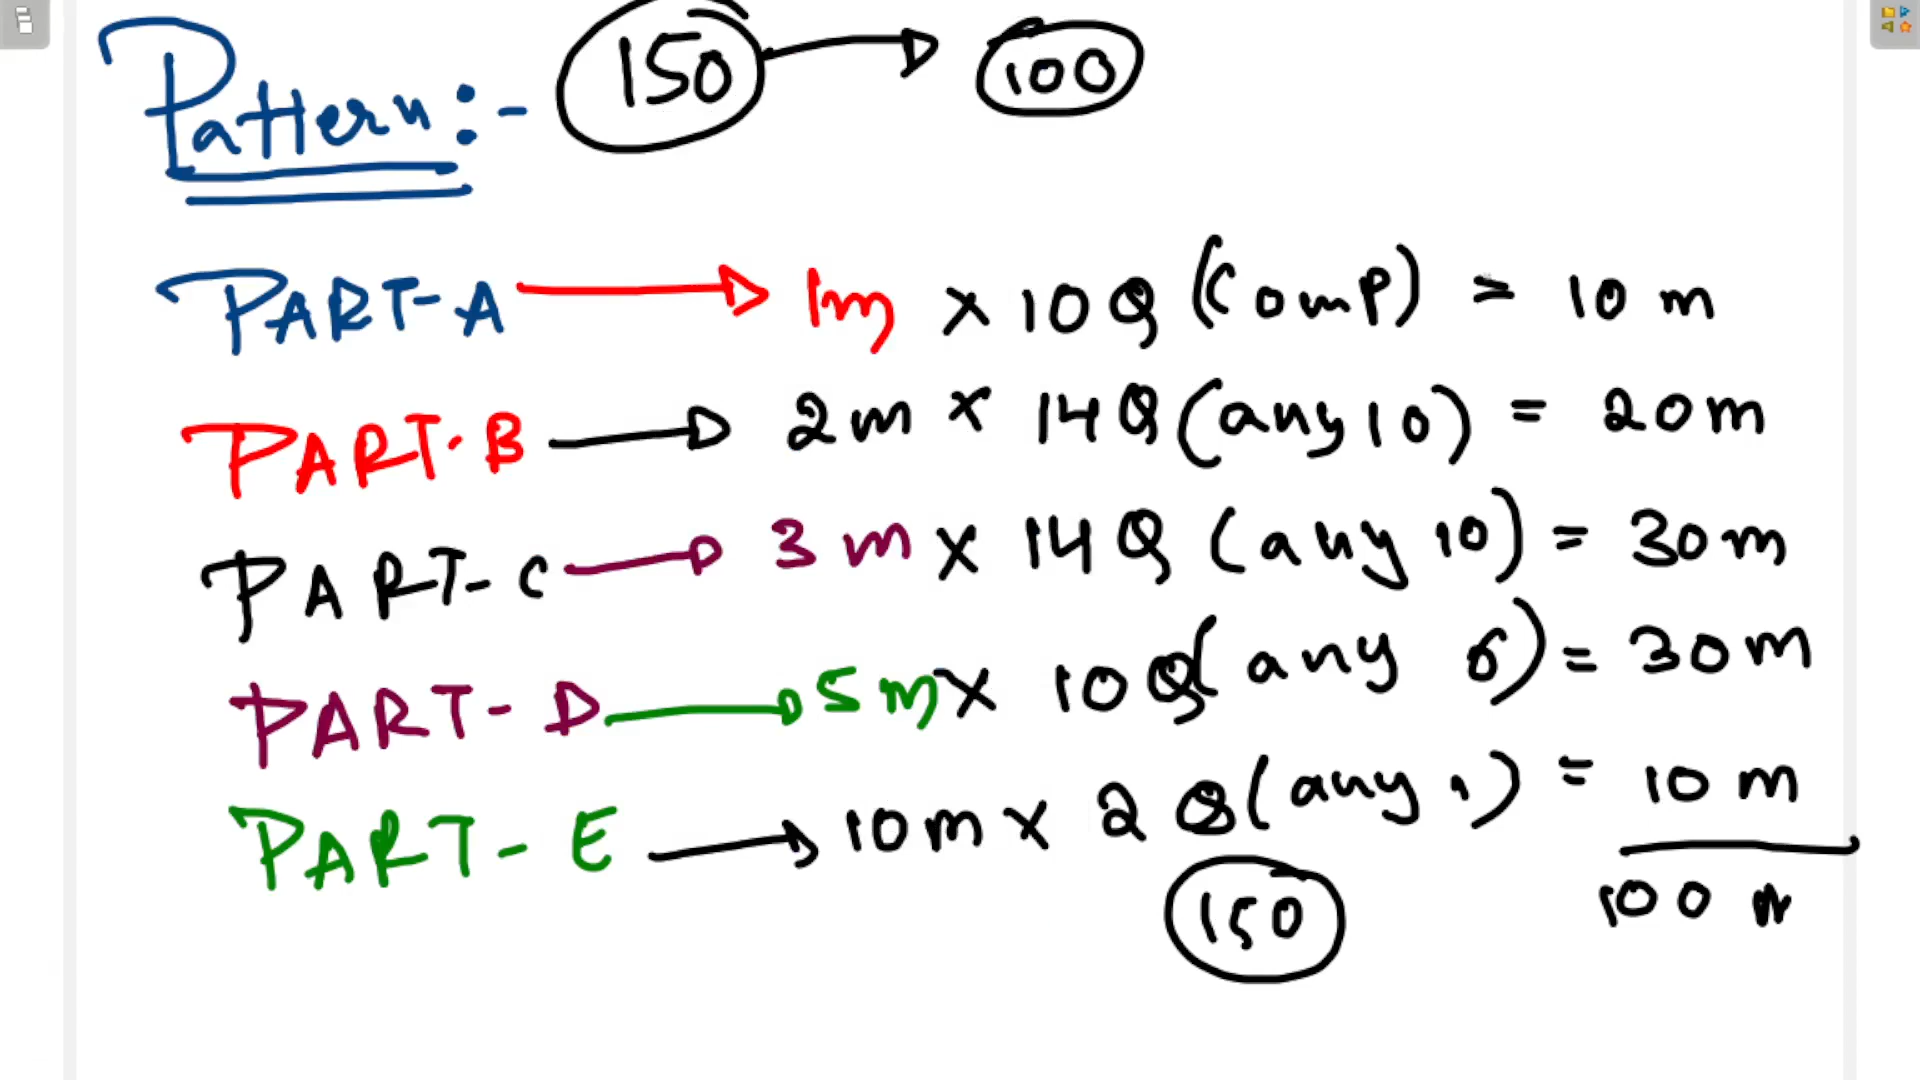 Pattern:- 150 → 100
PART-A → 1m × 10Q (Comp) = 10 m
PART-B → 2m × 14Q (any 10) = 20m
PART-C → 3m × 14Q (any 10) = 30m
PART-D → 5m × 10Q (any 6) = 30m
PART-E → 10m × 2Q (any 1) = 10m
150 100 m